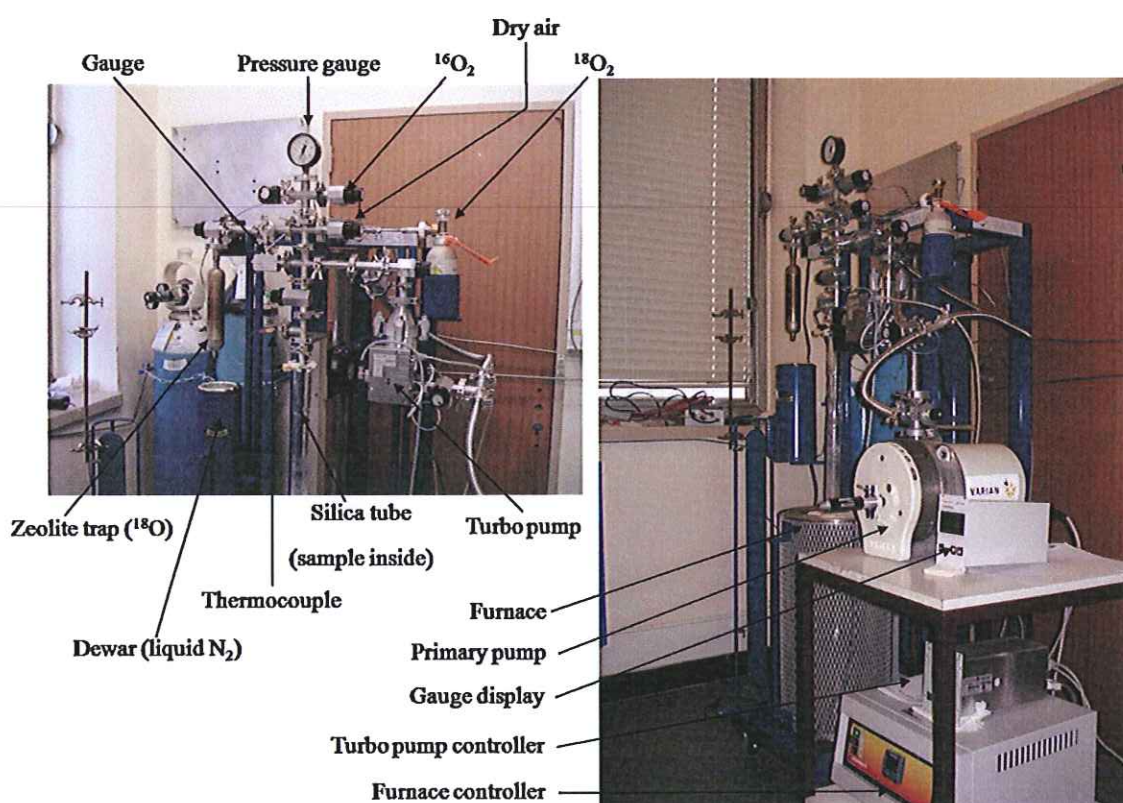 Dry air
Gauge
Pressure gauge
¹⁶O₂
¹⁸O₂
Zeolite trap (¹⁸O)
Silica tube
(sample inside)
Turbo pump
Thermocouple
Dewar (liquid N₂)
VARIAN
Furnace
Primary pump
Gauge display
Turbo pump controller
Furnace controller